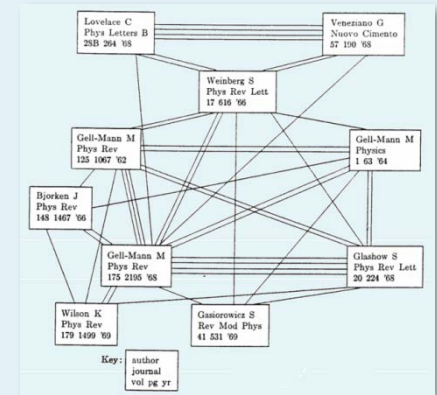 Lovelace C
Phys Letters B
28B 264 '68
Veneziano G
Nuovo Cimento
57 190 '68
Weinberg S
Phys Rev Lett
17 616 '66
Gell-Mann M
Phys Rev
125 1067 '62
Gell-Mann M
Physics
1 63 '64
Bjorken J
Phys Rev
148 1467 '66
Gell-Mann M
Phys Rev
175 2195 '68
Glashow S
Phys Rev Lett
20 224 '68
Wilson K
Phys Rev
179 1499 '69
Gasiorowicz S
Rev Mod Phys
41 531 '69
Key:
author
journal
vol pg yr